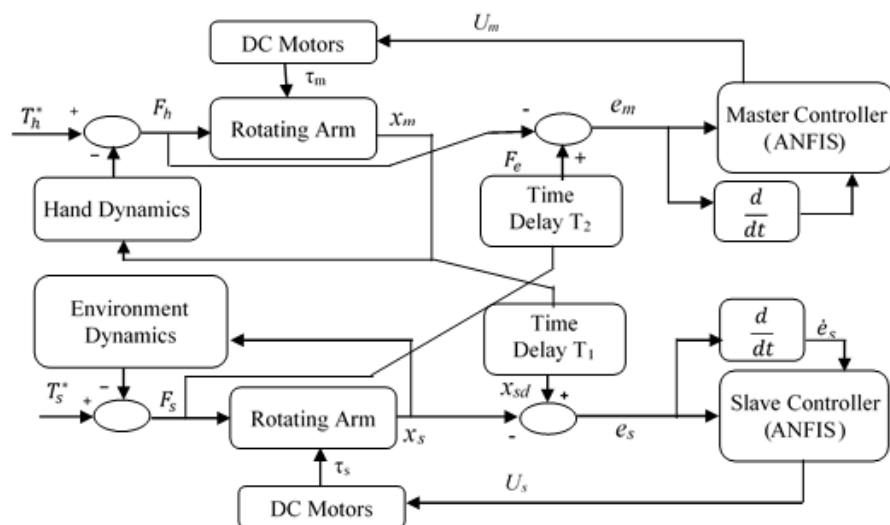 U_m
DC Motors
τ_m
T_h^*
+
F_h
x_m
-
e_m
Master Controller
(ANFIS)
Rotating Arm
−
F_e
+
Hand Dynamics
Time
Delay T_2
d
dt
Environment
Dynamics
Time
Delay T_1
d
dt
ė_s
−
T_s^*
+
F_s
x_sd
+
Rotating Arm
x_s
-
e_s
Slave Controller
(ANFIS)
τ_s
DC Motors
U_s